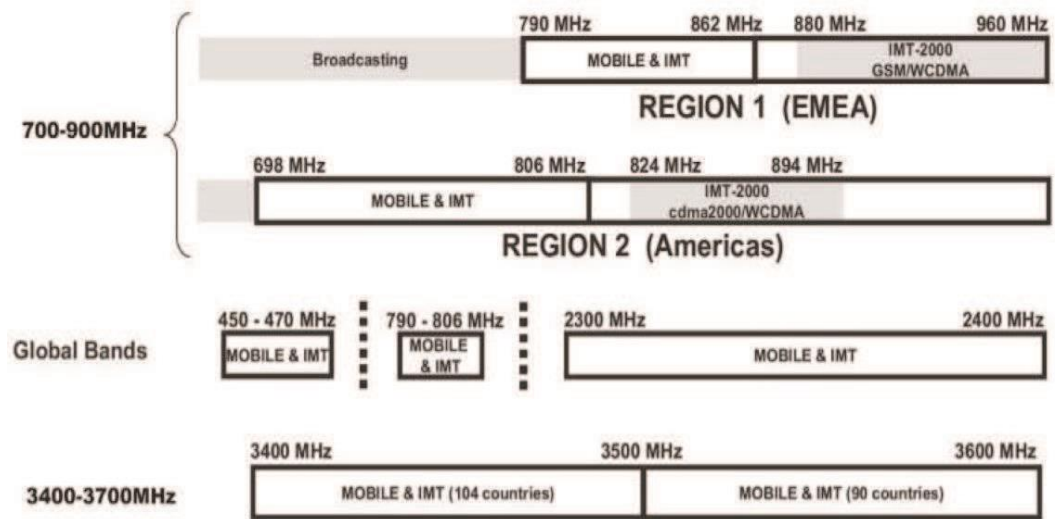 790 MHz 862 MHz 880 MHz 960 MHz
Broadcasting
MOBILE & IMT
IMT-2000
GSM/WCDMA
REGION 1 (EMEA)
700-900MHz
698 MHz 806 MHz 824 MHz 894 MHz
MOBILE & IMT
IMT-2000
cdma2000/WCDMA
REGION 2 (Americas)
Global Bands
450 - 470 MHz
MOBILE & IMT
790 - 806 MHz
MOBILE
& IMT
2300 MHz 2400 MHz
MOBILE & IMT
3400-3700MHz
3400 MHz 3500 MHz 3600 MHz
MOBILE & IMT (104 countries) MOBILE & IMT (90 countries)